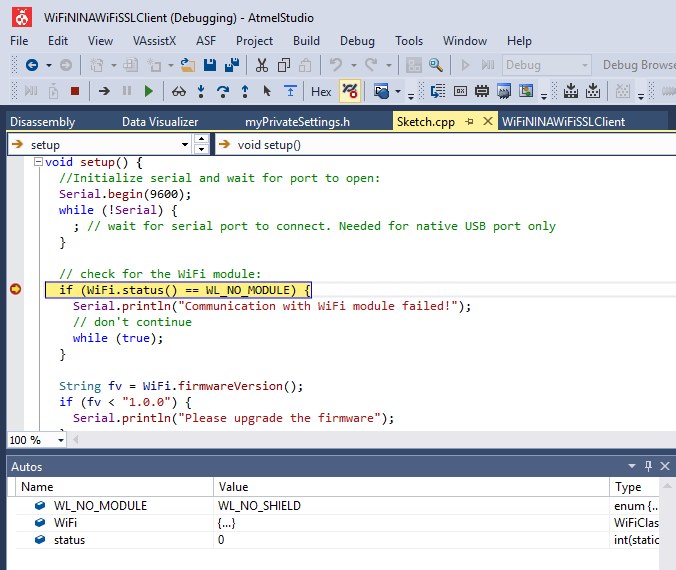 WiFiNINAWiFiSSLClient (Debugging) - AtmelStudio
File Edit View VAssistX ASF Project Build Debug Tools Window Help
Debug Debug Browse
Hex
Disassembly Data Visualizer myPrivateSettings.h Sketch.cpp WiFiNINAWiFiSSLClient
setup void setup()
void setup() {
//Initialize serial and wait for port to open:
Serial.begin(9600);
while (!Serial) {
; // wait for serial port to connect. Needed for native USB port only
}
// check for the WiFi module:
if (WiFi.status() == WL_NO_MODULE) {
Serial.println("Communication with WiFi module failed!");
// don't continue
while (true);
}
String fv = WiFi.firmwareVersion();
if (fv < "1.0.0") {
Serial.println("Please upgrade the firmware");
100 %
Autos
Name Value Type
WL_NO_MODULE WL_NO_SHIELD enum {...
WiFi {...} WiFiClas
status 0 int(static